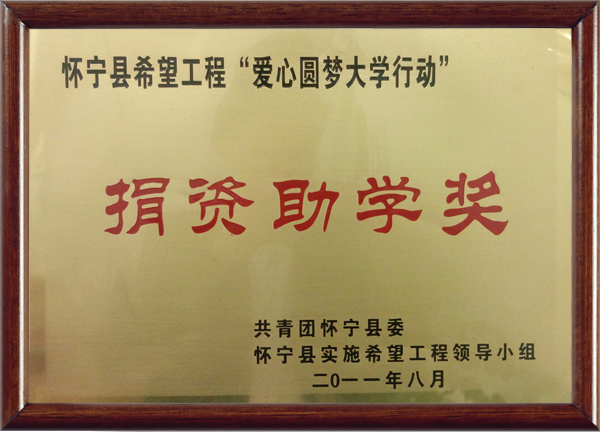 怀宁县希望工程“爱心圆梦大学行动”
捐资助学奖
共青团怀宁县委
怀宁县实施希望工程领导小组
二0一一年八月